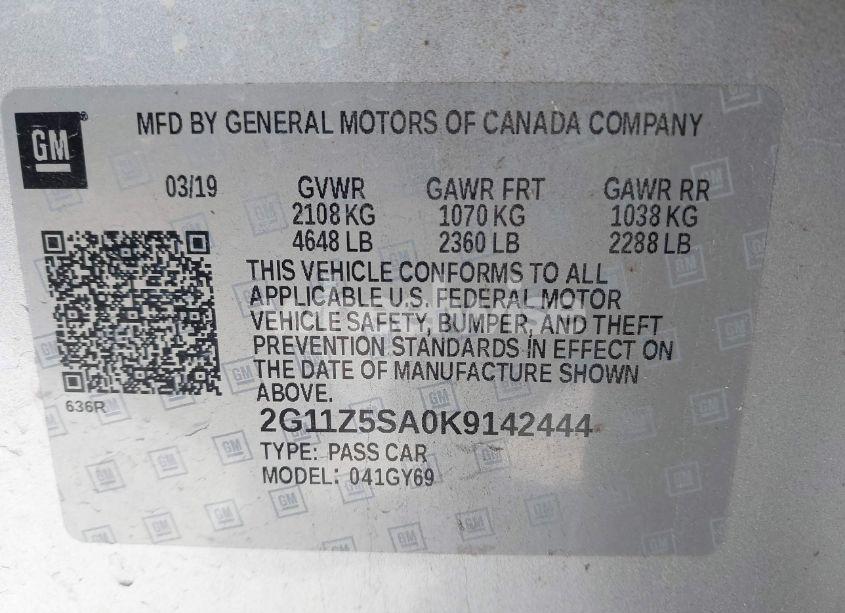 GM
MFD BY GENERAL MOTORS OF CANADA COMPANY
03/19 GVWR GAWR FRT GAWR RR
2108 KG 1070 KG 1038 KG
4648 LB 2360 LB 2288 LB
THIS VEHICLE CONFORMS TO ALL
APPLICABLE U.S. FEDERAL MOTOR
VEHICLE SAFETY, BUMPER, AND THEFT
PREVENTION STANDARDS IN EFFECT ON
THE DATE OF MANUFACTURE SHOWN
ABOVE.
636R
2G11Z5SA0K9142444
TYPE: PASS CAR
MODEL: 041GY69